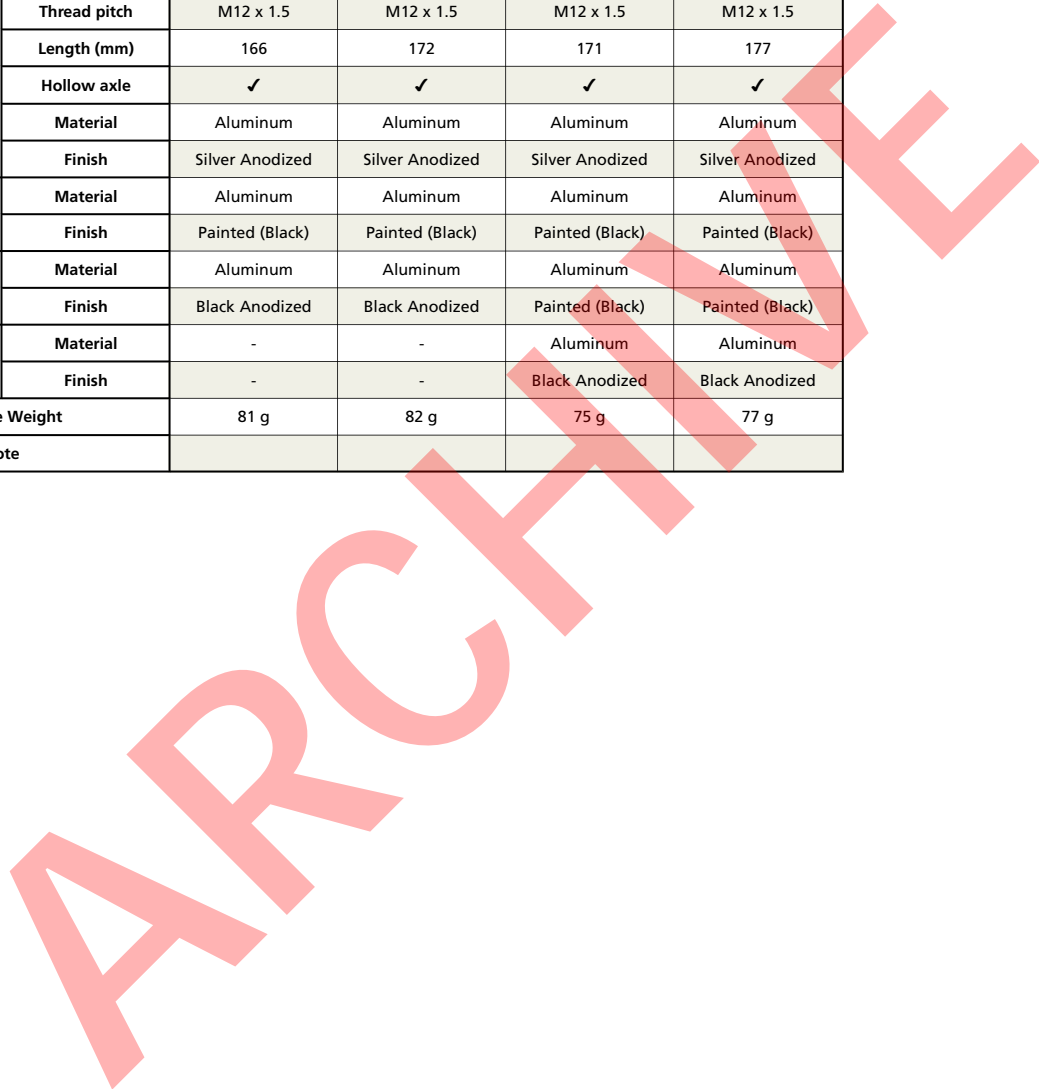 Thread pitch M12 x 1.5 M12 x 1.5 M12 x 1.5 M12 x 1.5
Length (mm) 166 172 171 177
Hollow axle ✓ ✓ ✓ ✓
Material Aluminum Aluminum Aluminum Aluminum
Finish Silver Anodized Silver Anodized Silver Anodized Silver Anodized
Material Aluminum Aluminum Aluminum Aluminum
Finish Painted (Black) Painted (Black) Painted (Black) Painted (Black)
Material Aluminum Aluminum Aluminum Aluminum
Finish Black Anodized Black Anodized Painted (Black) Painted (Black)
Material - - Aluminum Aluminum
Finish - - Black Anodized Black Anodized
e Weight 81 g 82 g 75 g 77 g
ote
ARCHIVE